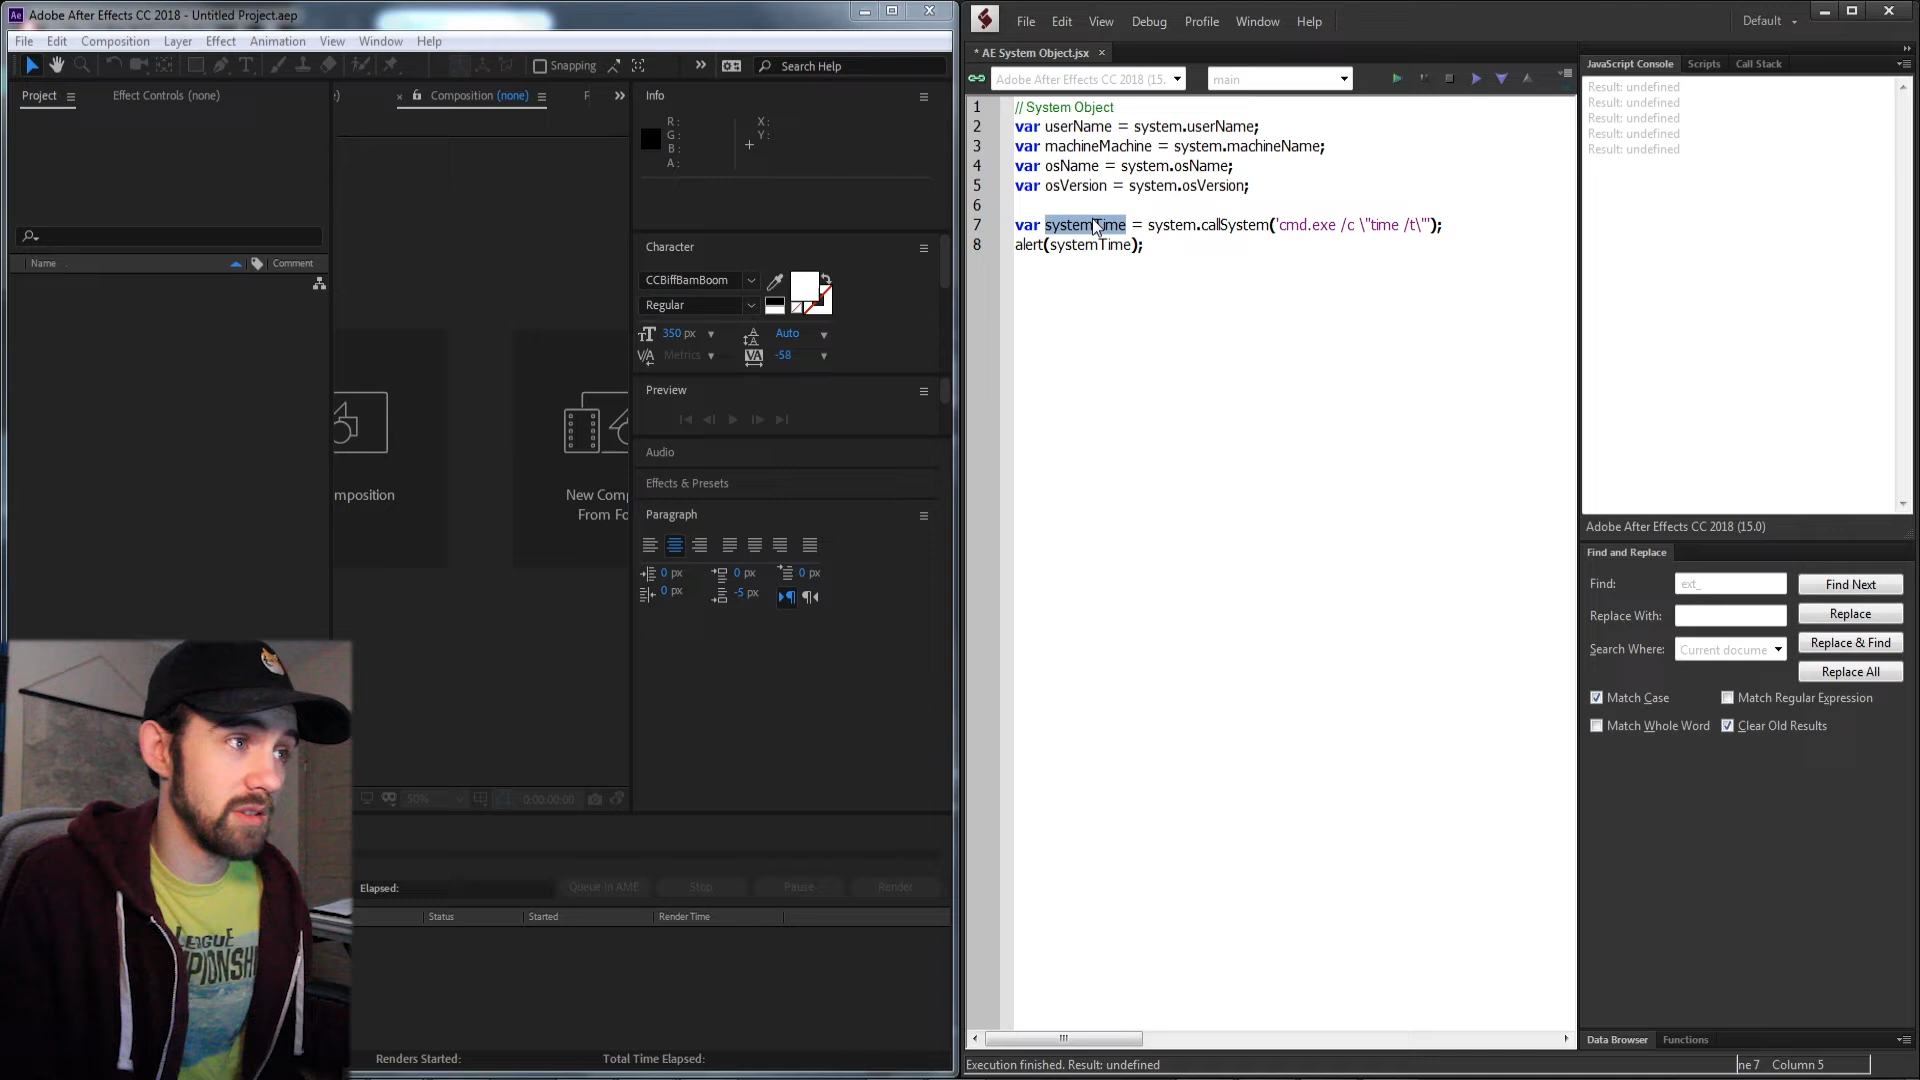 Ae Adobe After Effects CC 2018 - Untitled Project.aep
File Edit Composition Layer Effect Animation View Window Help
Snapping
Search Help
Project
Effect Controls (none)
Composition (none)
Name
Comment
mposition
New Comp
From Fo
50%
0:00:00:00
Info
R :
G :
B :
A :
X :
Y :
Character
CCBiffBamBoom
Regular
350 px
Auto
Metrics
-58
Preview
Audio
Effects & Presets
Paragraph
0 px
0 px
0 px
0 px
-5 px
Elapsed:
Queue in AME
Stop
Pause
Render
Status
Started
Render Time
Renders Started:
Total Time Elapsed:
LEAGUE
File Edit View Debug Profile Window Help
Default
* AE System Object.jsx
Adobe After Effects CC 2018 (15.
main
1 // System Object
2 var userName = system.userName;
3 var machineMachine = system.machineName;
4 var osName = system.osName;
5 var osVersion = system.osVersion;
6
7 var systemTime = system.callSystem('cmd.exe /c \"time /t\"');
8 alert(systemTime);
Execution finished. Result: undefined
ne 7 Column 5
JavaScript Console
Scripts
Call Stack
Result: undefined
Result: undefined
Result: undefined
Result: undefined
Result: undefined
Adobe After Effects CC 2018 (15.0)
Find and Replace
Find:
ext_
Find Next
Replace With:
Replace
Search Where:
Current docume
Replace & Find
Replace All
Match Case
Match Regular Expression
Match Whole Word
Clear Old Results
Data Browser
Functions